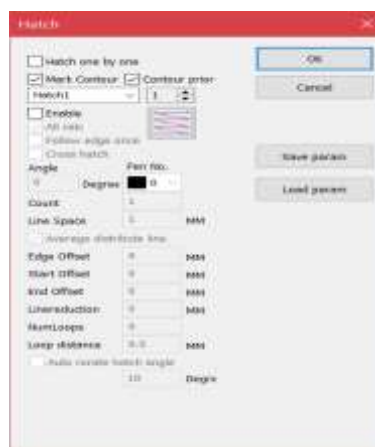 Hatch
Hatch one by one
Mark Contour Contour prior
Hatch1 1
Enable
All calc
Follow edge once
Cross hatch
Angle Pen No.
0 Degree 0
Count 1
Line Space 1 MM
Average distribute line
Edge Offset 0 MM
Start Offset 0 MM
End Offset 0 MM
Linereduction 0 MM
NumLoops 0
Loop distance 0.5 MM
Auto rotate hatch angle
10 Degre
OK
Cancel
Save param
Load param